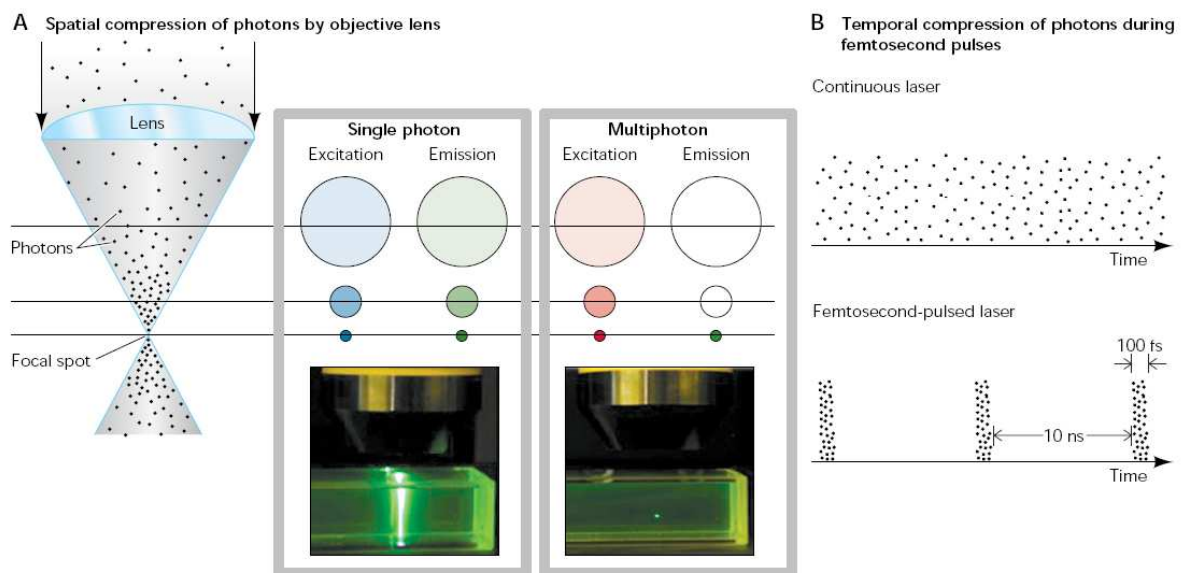 A Spatial compression of photons by objective lens
Lens
Photons
Focal spot
Single photon
Excitation Emission
Multiphoton
Excitation Emission
B Temporal compression of photons during
femtosecond pulses
Continuous laser
Time
Femtosecond-pulsed laser
100 fs
10 ns
Time